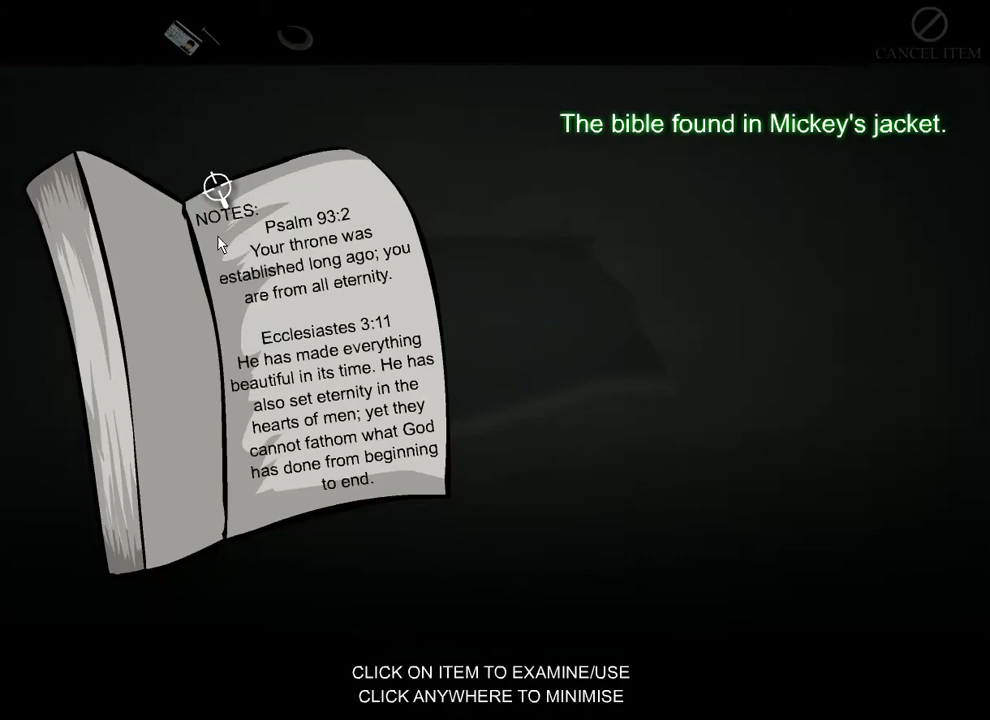 CANCEL ITEM
The bible found in Mickey's jacket.
NOTES:
Psalm 93:2
Your throne was
established long ago; you
are from all eternity.
Ecclesiastes 3:11
He has made everything
beautiful in its time. He has
also set eternity in the
hearts of men; yet they
cannot fathom what God
has done from beginning
to end.
CLICK ON ITEM TO EXAMINE/USE
CLICK ANYWHERE TO MINIMISE